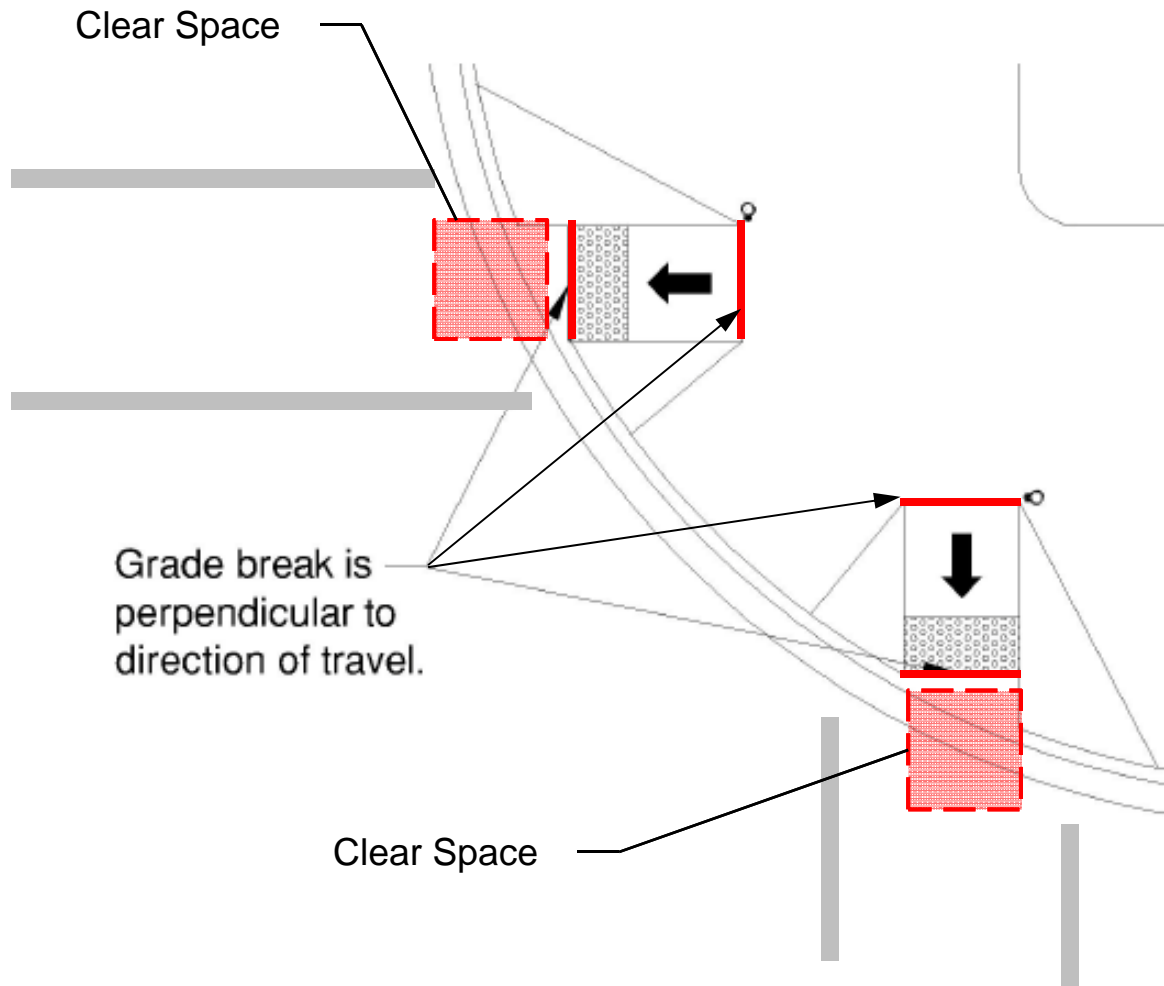 Clear Space
Grade break is
perpendicular to
direction of travel.
Clear Space